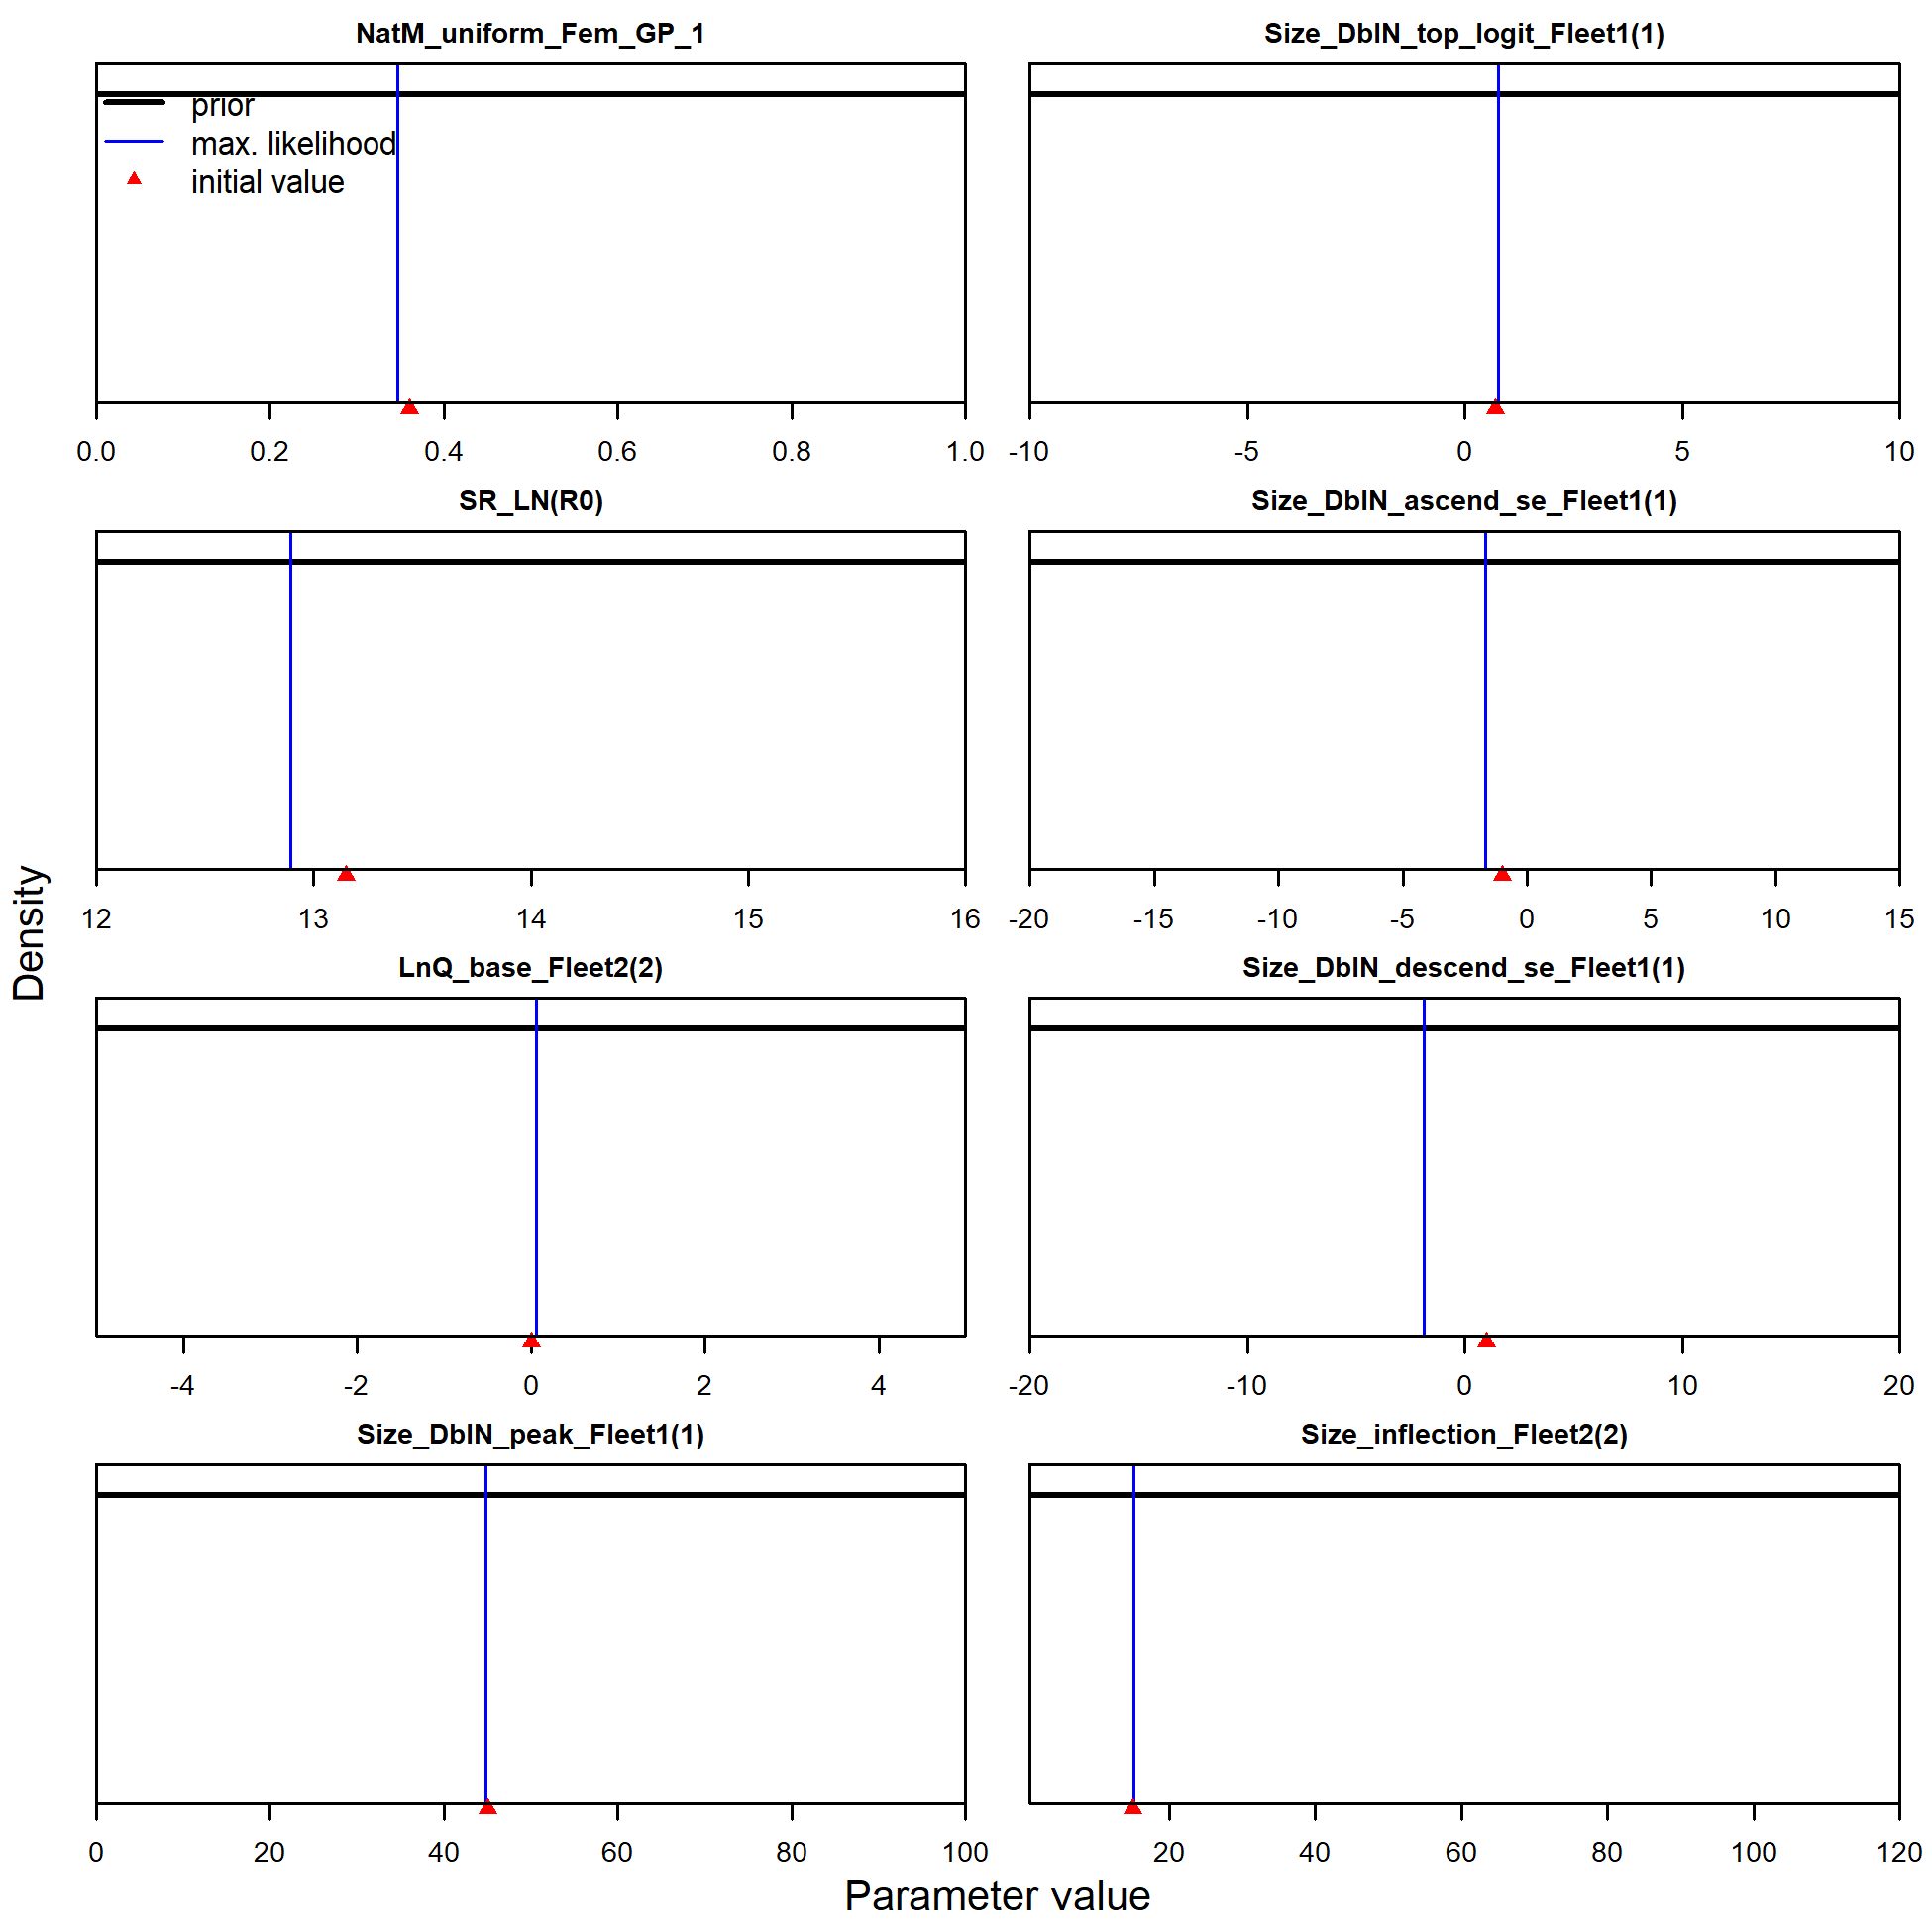 NatM_uniform_Fem_GP_1
prior
max. likelihood
initial value
0.0 0.2 0.4 0.6 0.8 1.0
Size_DblN_top_logit_Fleet1(1)
-10 -5 0 5 10
SR_LN(R0)
12 13 14 15 16
Size_DblN_ascend_se_Fleet1(1)
-20 -15 -10 -5 0 5 10 15
LnQ_base_Fleet2(2)
-4 -2 0 2 4
Size_DblN_descend_se_Fleet1(1)
-20 -10 0 10 20
Size_DblN_peak_Fleet1(1)
0 20 40 60 80 100
Size_inflection_Fleet2(2)
20 40 60 80 100 120
Density
Parameter value